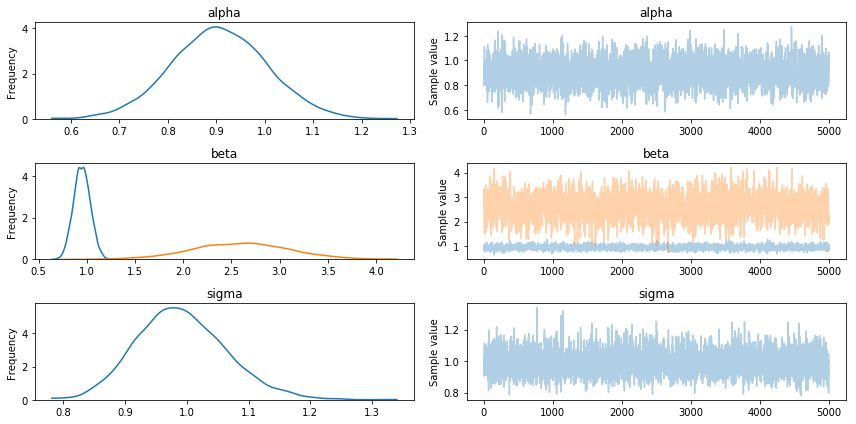 alpha
Frequency
4
2
0
0.6 0.7 0.8 0.9 1.0 1.1 1.2 1.3
alpha
Sample value
1.2
1.0
0.8
0.6
0 1000 2000 3000 4000 5000
beta
Frequency
4
2
0
0.5 1.0 1.5 2.0 2.5 3.0 3.5 4.0
beta
Sample value
4
3
2
1
0 1000 2000 3000 4000 5000
sigma
Frequency
4
2
0
0.8 0.9 1.0 1.1 1.2 1.3
sigma
Sample value
1.2
1.0
0.8
0 1000 2000 3000 4000 5000